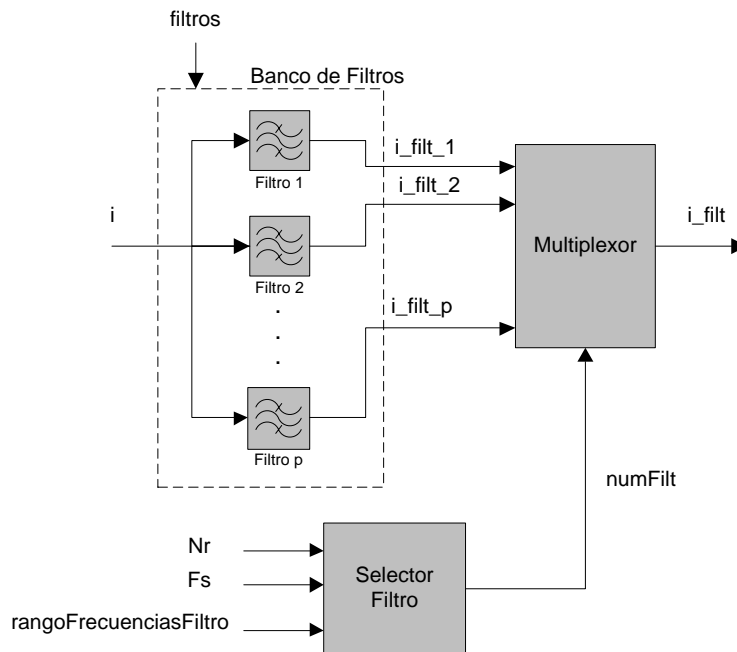 filtros
Banco de Filtros
Filtro 1
i_filt_1
i_filt_2
i
Filtro 2
Multiplexor
i_filt
.
.
.
i_filt_p
Filtro p
numFilt
Nr
Fs
rangoFrecuenciasFiltro
Selector
Filtro